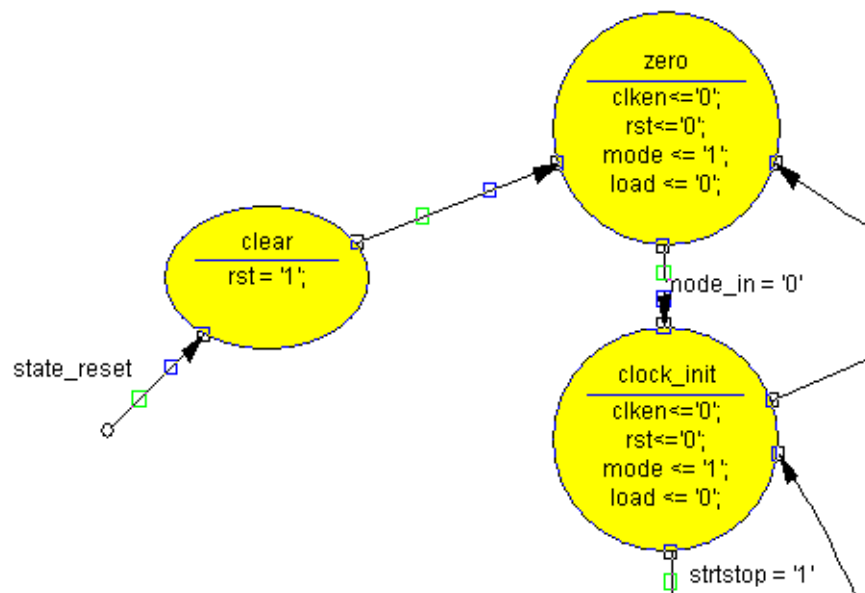 zero
clken<='0';
rst<='0';
mode <= '1';
load <= '0';
clear
rst = '1';
node_in = '0'
state_reset
clock_init
clken<='0';
rst<='0';
mode <= '1';
load <= '0';
strtstop = '1'